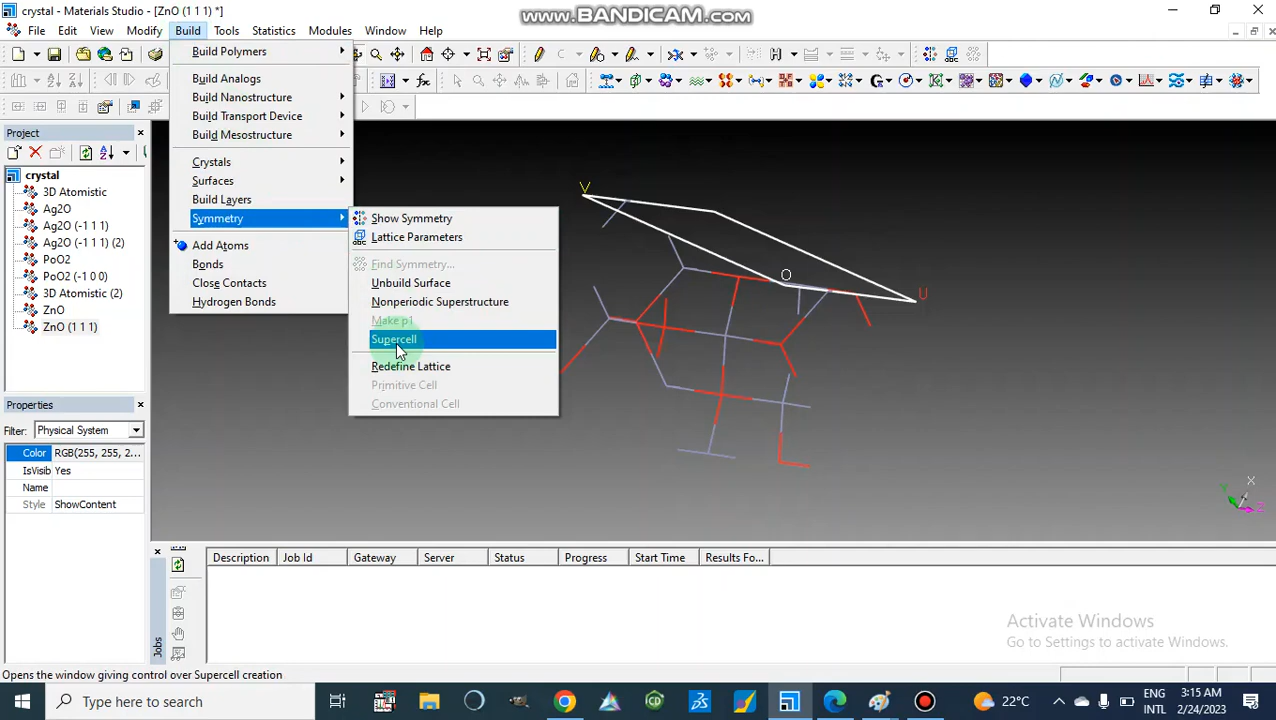 crystal - Materials Studio - [ZnO (1 1 1) *]
www.BANDICAM.com
File Edit View Modify Build Tools Statistics Modules Window Help
Build Polymers
Build Analogs
Build Nanostructure
Build Transport Device
Build Mesostructure
Crystals
Surfaces
Build Layers
Symmetry
Add Atoms
Bonds
Close Contacts
Hydrogen Bonds
Show Symmetry
Lattice Parameters
Find Symmetry...
Unbuild Surface
Nonperiodic Superstructure
Make p1
Supercell
Redefine Lattice
Primitive Cell
Conventional Cell
Project
crystal
3D Atomistic
Ag2O
Ag2O (-1 1 1)
Ag2O (-1 1 1) (2)
PoO2
PoO2 (-1 0 0)
3D Atomistic (2)
ZnO
ZnO (1 1 1)
Properties
Filter: Physical System
Color RGB(255, 255, 2...
IsVisib Yes
Name
Style ShowContent
V
O
U
X
Y
Z
Description Job Id Gateway Server Status Progress Start Time Results Fo...
Jobs
Activate Windows
Go to Settings to activate Windows.
Opens the window giving control over Supercell creation
Type here to search
22°C
ENG
INTL
3:15 AM
2/24/2023